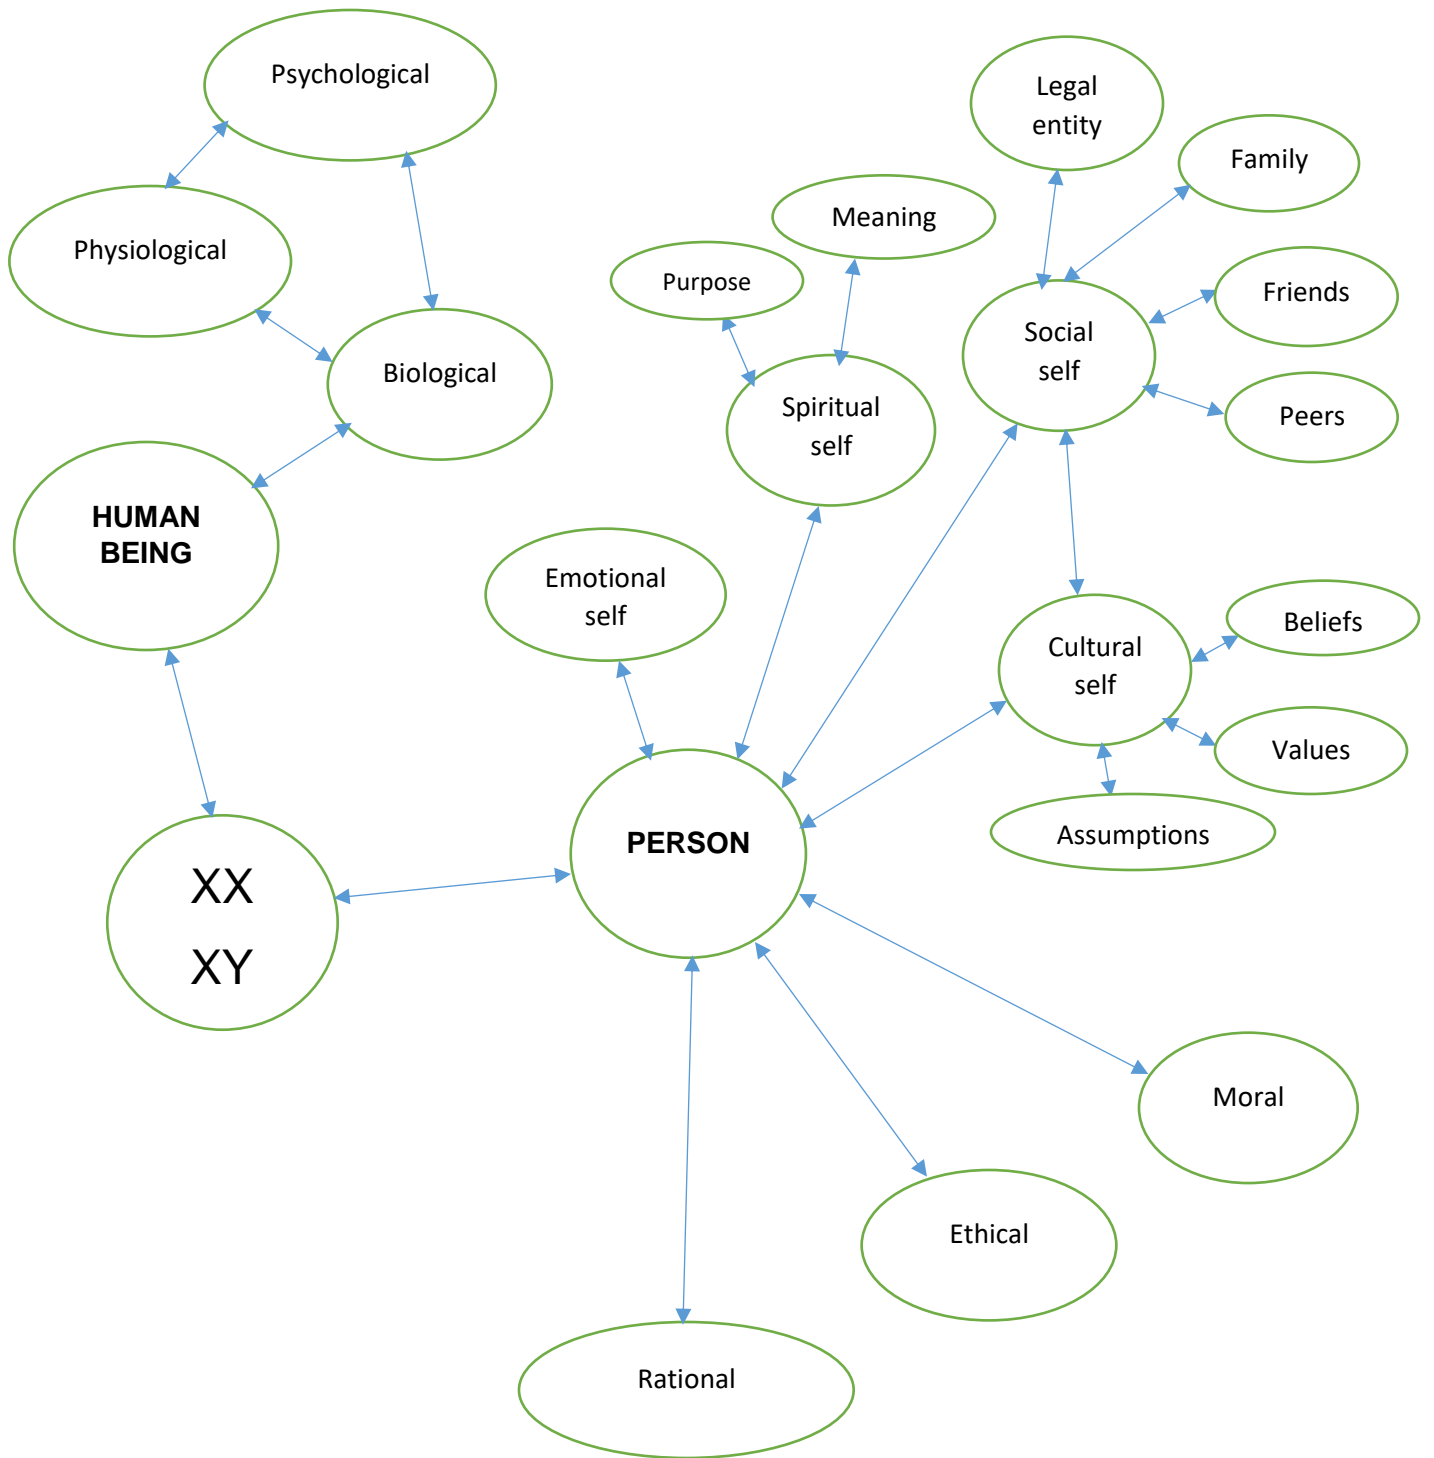 Psychological
Legal
entity
Family
Meaning
Physiological
Purpose
Friends
Social
self
Biological
Spiritual
self
Peers
HUMAN
BEING
Emotional
self
Beliefs
Cultural
self
Values
Assumptions
PERSON
XX
XY
Moral
Ethical
Rational